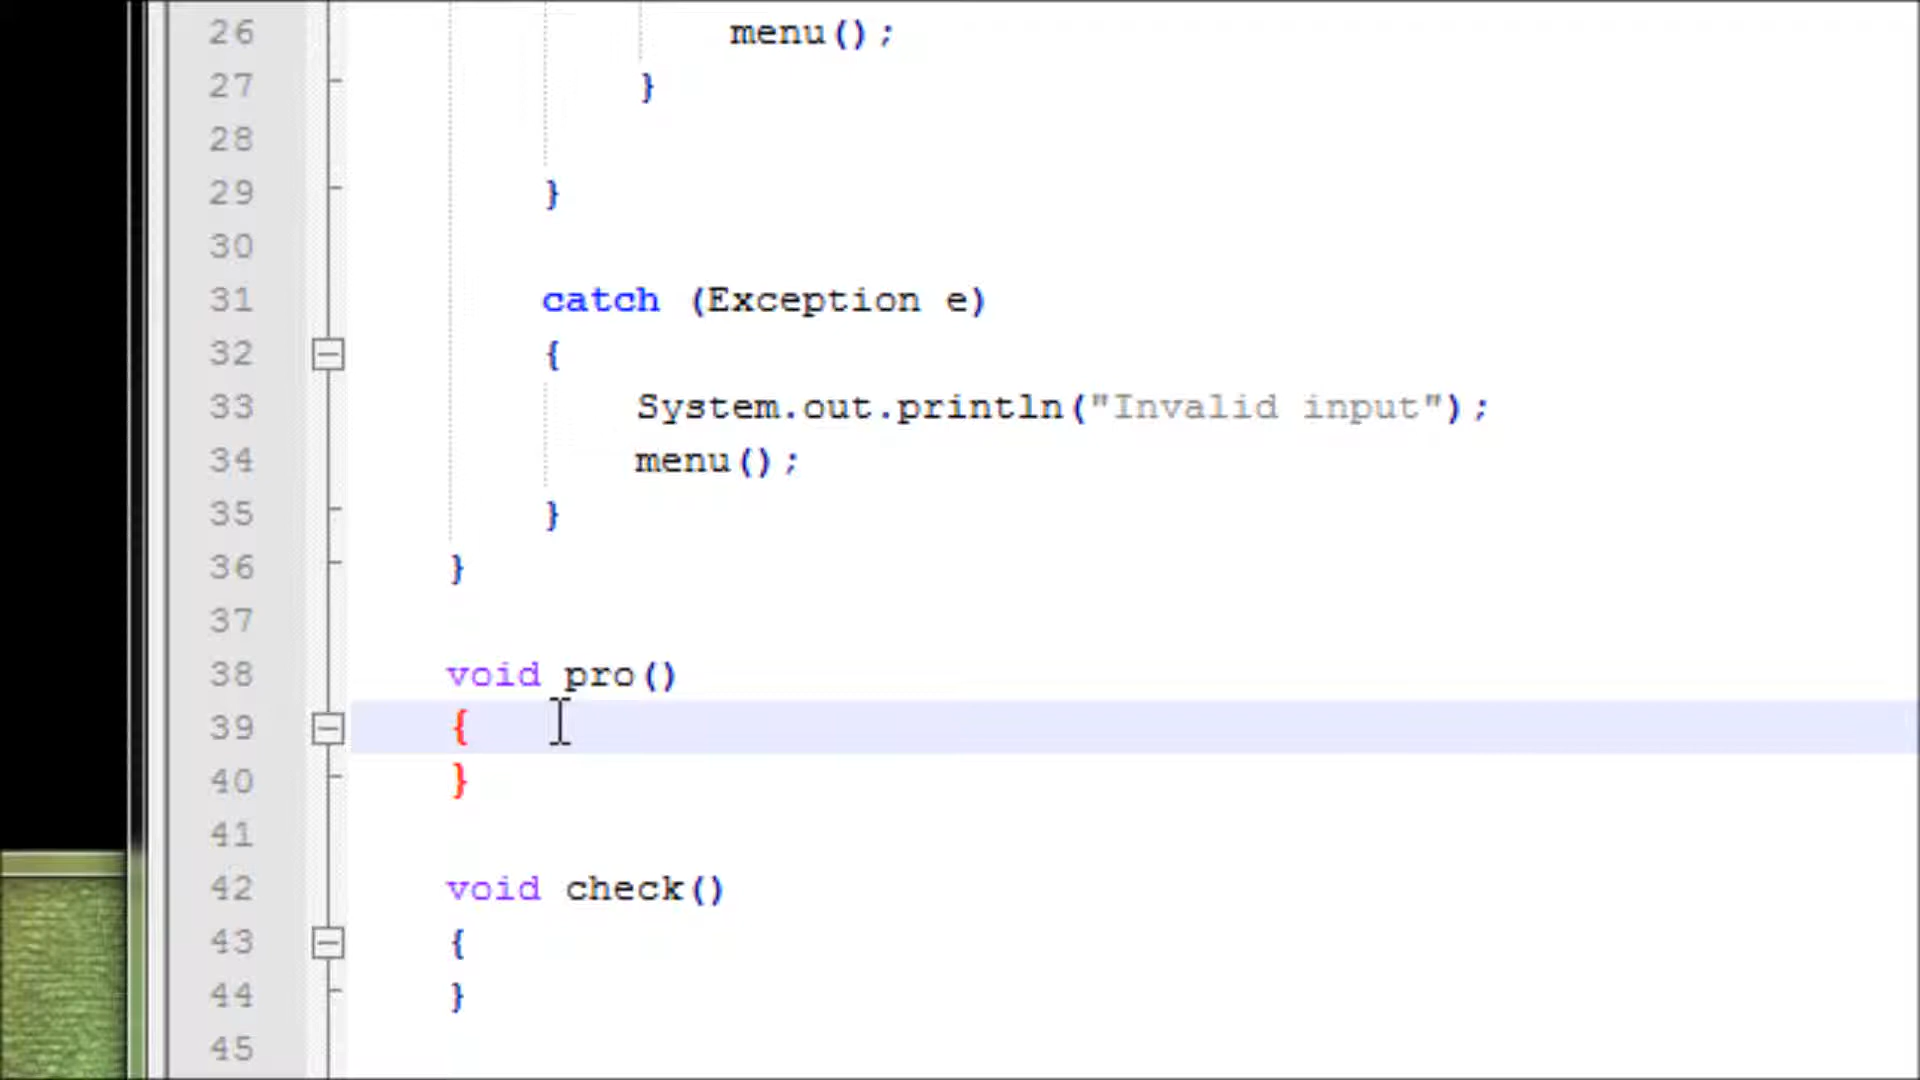 26 menu();
27 }
28
29 }
30
31 catch (Exception e)
32 {
33 System.out.println("Invalid input");
34 menu();
35 }
36 }
37
38 void pro()
39 {
40 }
41
42 void check()
43 {
44 }
45